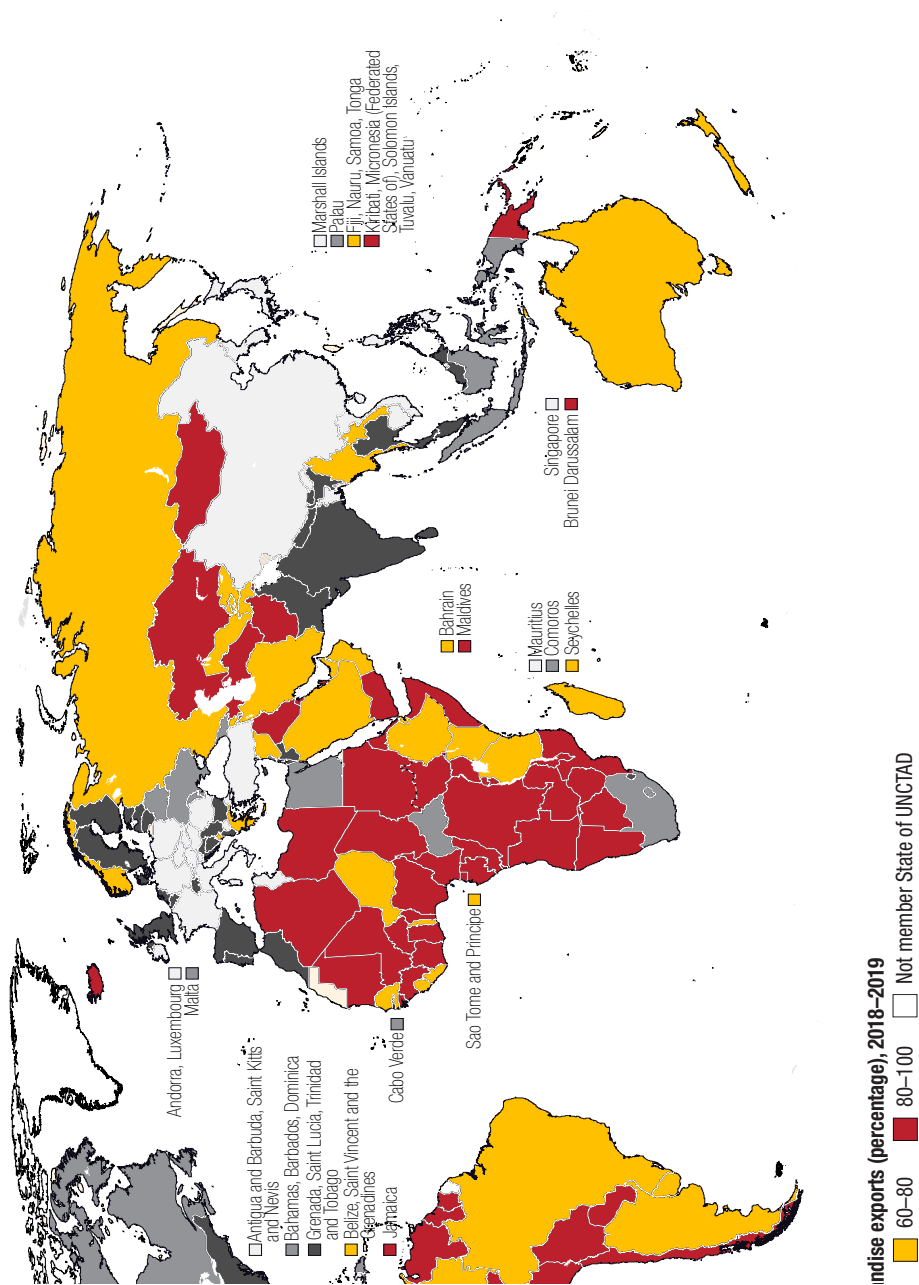 Marshall Islands
Palau
Fiji, Nauru, Samoa, Tonga
Kiribati, Micronesia (Federated
States of), Solomon Islands,
Tuvalu, Vanuatu
Singapore
Brunei Darussalam
Bahrain
Maldives
Mauritius
Comoros
Seychelles
Sao Tome and Principe
Andorra, Luxembourg
Malta
Cabo Verde
Antigua and Barbuda, Saint Kitts
and Nevis
Bahamas, Barbados, Dominica
Grenada, Saint Lucia, Trinidad
and Tobago
Belize, Saint Vincent and the
Grenadines
Jamaica
ndise exports (percentage), 2018–2019
60–80
80–100
Not member State of UNCTAD